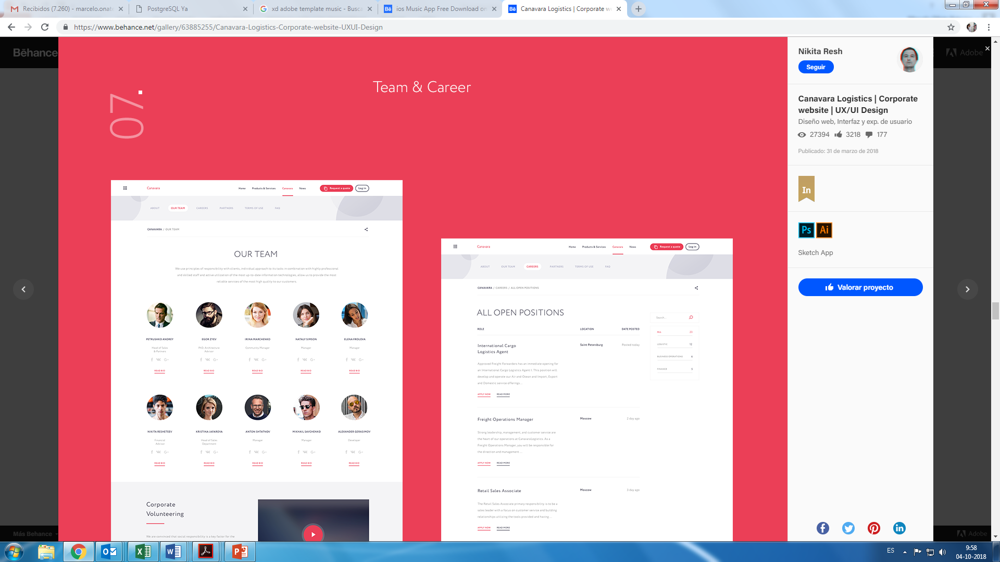 Recibidos (7.260) - marcelo.onate
PostgreSQL Ya
xd adobe template music - Busca
ios Music App Free Download on
Canavara Logistics | Corporate we
https://www.behance.net/gallery/63885255/Canavara-Logistics-Corporate-website-UXUI-Design
Bēhance
Adobe
07.
Team & Career
Canavara
Home
Products & Services
Canavara
News
Request a quote
Log in
ABOUT
OUR TEAM
CAREERS
PARTNERS
TERMS OF USE
FAQ
CANAVARA / OUR TEAM
OUR TEAM
We use principles of responsibility with clients, individual approach to its tasks in combination with highly professional
and skilled staff and active utilization of the most up-to-date information technologies, allow us to provide the most
reliable services of the most high quality to our customers.
PETRUSHKO ANDREY
EGOR ZYEV
IRINA MARCHENKO
NATALY SIMSON
ELENA FROLOVA
Head of Sales
& Partners
PhD, Architecture
Advisor
Community Manager
Manager
Manager
READ BIO
READ BIO
READ BIO
READ BIO
READ BIO
NIKITA RESHETEEV
KRISTINA JAFAROVA
ANTON SHTATNOV
MIKHAIL SAVCHENKO
ALEXANDER GERASIMOV
Financial
Advisor
Head of Sales
Department
Manager
Manager
Developer
READ BIO
READ BIO
READ BIO
READ BIO
READ BIO
Corporate
Volunteering
We are convinced that social responsibility is a key factor for the
Canavara
Home
Products & Services
Canavara
News
Request a quote
Log in
ABOUT
OUR TEAM
CAREERS
PARTNERS
TERMS OF USE
FAQ
CANAVARA / CAREERS / ALL OPEN POSITIONS
ALL OPEN POSITIONS
ROLE
LOCATION
DATE POSTED
International Cargo
Logistics Agent
Saint Petersburg
Posted today
Approved Freight Forwarders has an immediate opening for
an International Cargo Logistics Agent I. This position will
develop and operate our Air and Ocean and Import, Export
and Domestic service offerings...
APPLY NOW
READ MORE
Freight Operations Manager
Moscow
2 day ago
Strong leadership, management, and customer service are
the heart of our operations at CanavaraLogistics. As a
Freight Operations Manager, you will be responsible for
the direction and management ...
APPLY NOW
READ MORE
Retail Sales Associate
Moscow
3 day ago
The Retail Sales Associate primary responsibility is to be a
sales leader with a focus on customer service and building
relationships utilizing the tools provided and having ...
APPLY NOW
READ MORE
Search...
ALL 23
LOGISTIC 12
BUSINESS OPERATIONS 6
FINANCE 5
Nikita Resh
Seguir
Canavara Logistics | Corporate
website | UX/UI Design
Diseño web, Interfaz y exp. de usuario
27394 3218 177
Publicado: 31 de marzo de 2018
In
Ps Ai
Sketch App
Valorar proyecto
Más Behance
Adobe
ES
9:58
04-10-2018